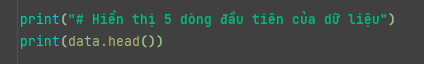 print("# Hiển thị 5 dòng đầu tiên của dữ liệu")
print(data.head())